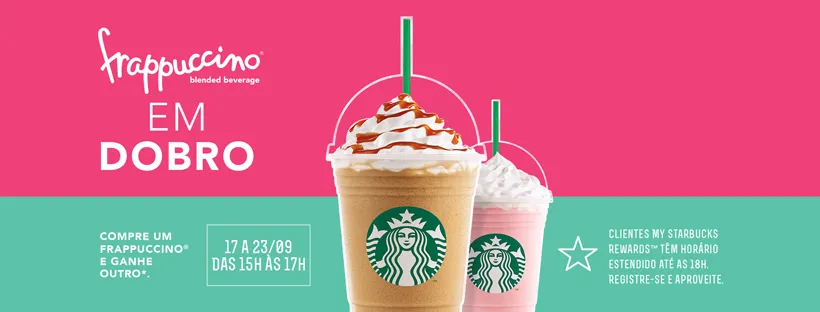 frappuccino®
blended beverage
EM
DOBRO
COMPRE UM
FRAPPUCCINO®
E GANHE
OUTRO*.
17 A 23/09
DAS 15H ÀS 17H
CLIENTES MY STARBUCKS
REWARDS™ TÊM HORÁRIO
ESTENDIDO ATÉ AS 18H.
REGISTRE-SE E APROVEITE.